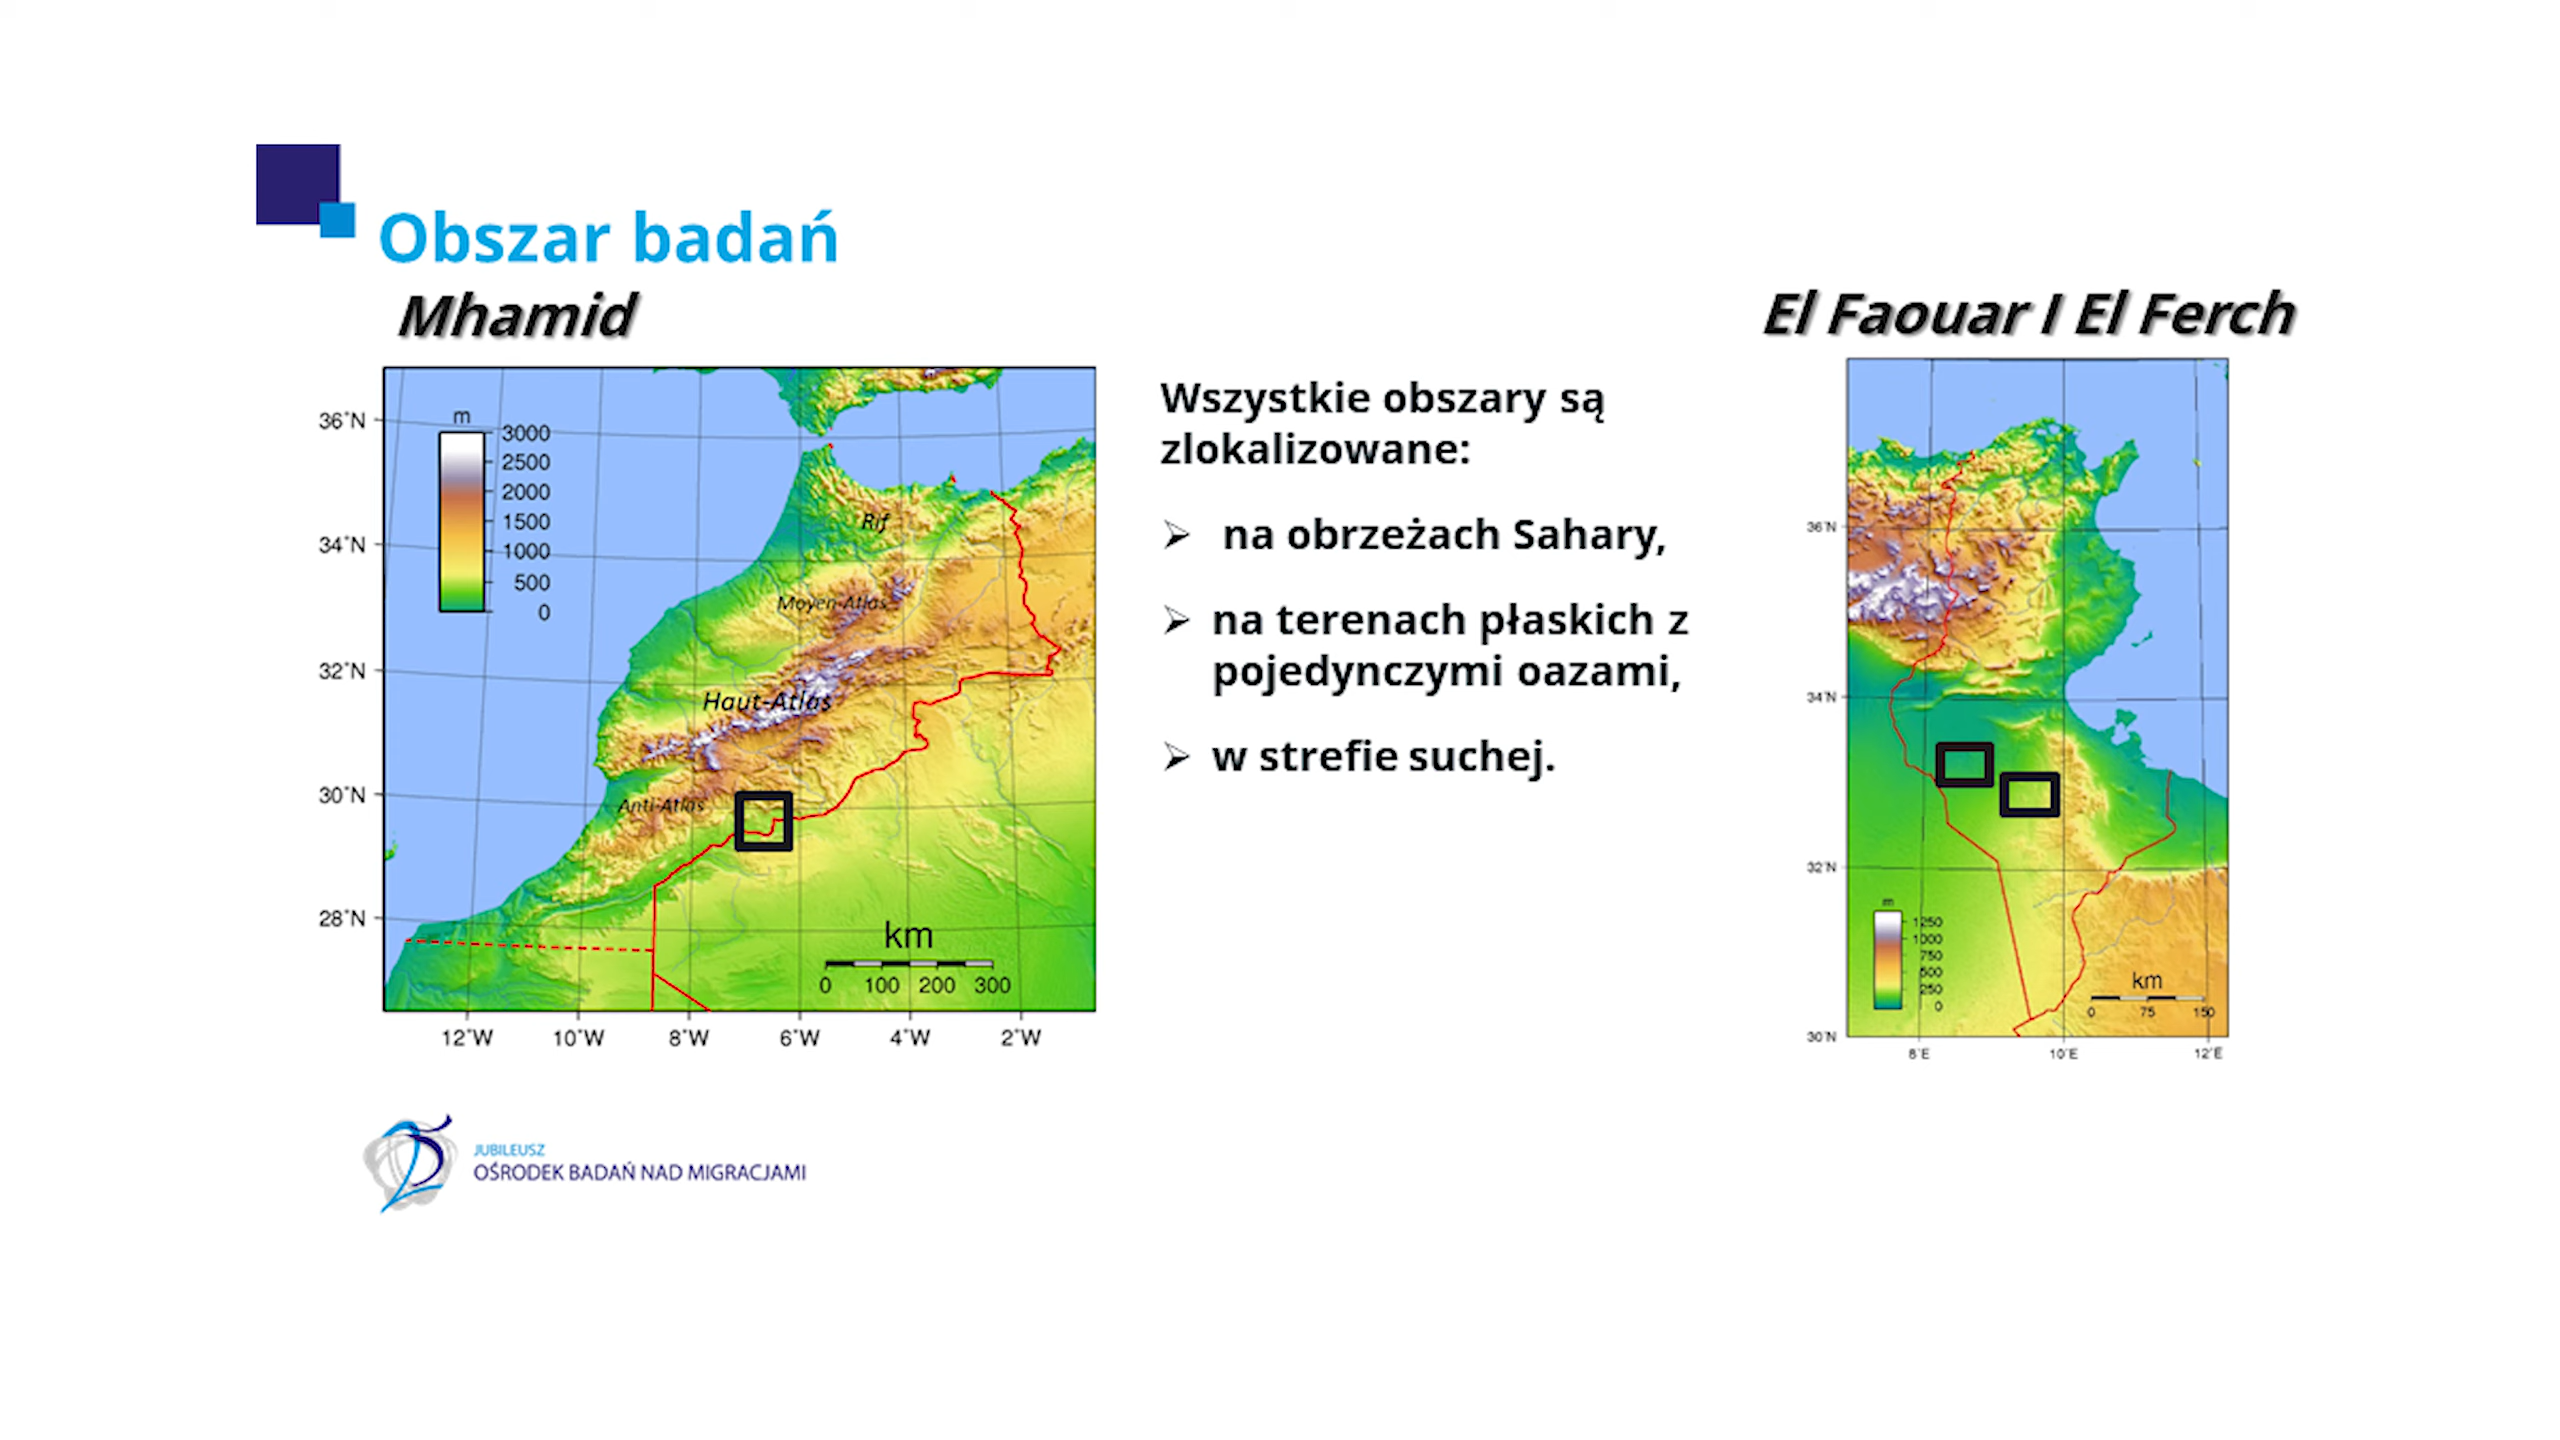 Obszar badań
Mhamid
El Faouar I El Ferch
m
3000
2500
2000
1500
1000
500
0
36°N
34°N
32°N
30°N
28°N
12°W 10°W 8°W 6°W 4°W 2°W
Rif
Moyen-Atlas
Haut-Atlas
Anti-Atlas
km
0 100 200 300
Wszystkie obszary są
zlokalizowane:
➢ na obrzeżach Sahary,
➢ na terenach płaskich z
pojedynczymi oazami,
➢ w strefie suchej.
36°N
34°N
32°N
30°N
m
1250
1000
750
500
250
0
km
0 75 150
8°E 10°E 12°E
JUBILEUSZ
OŚRODEK BADAŃ NAD MIGRACJAMI